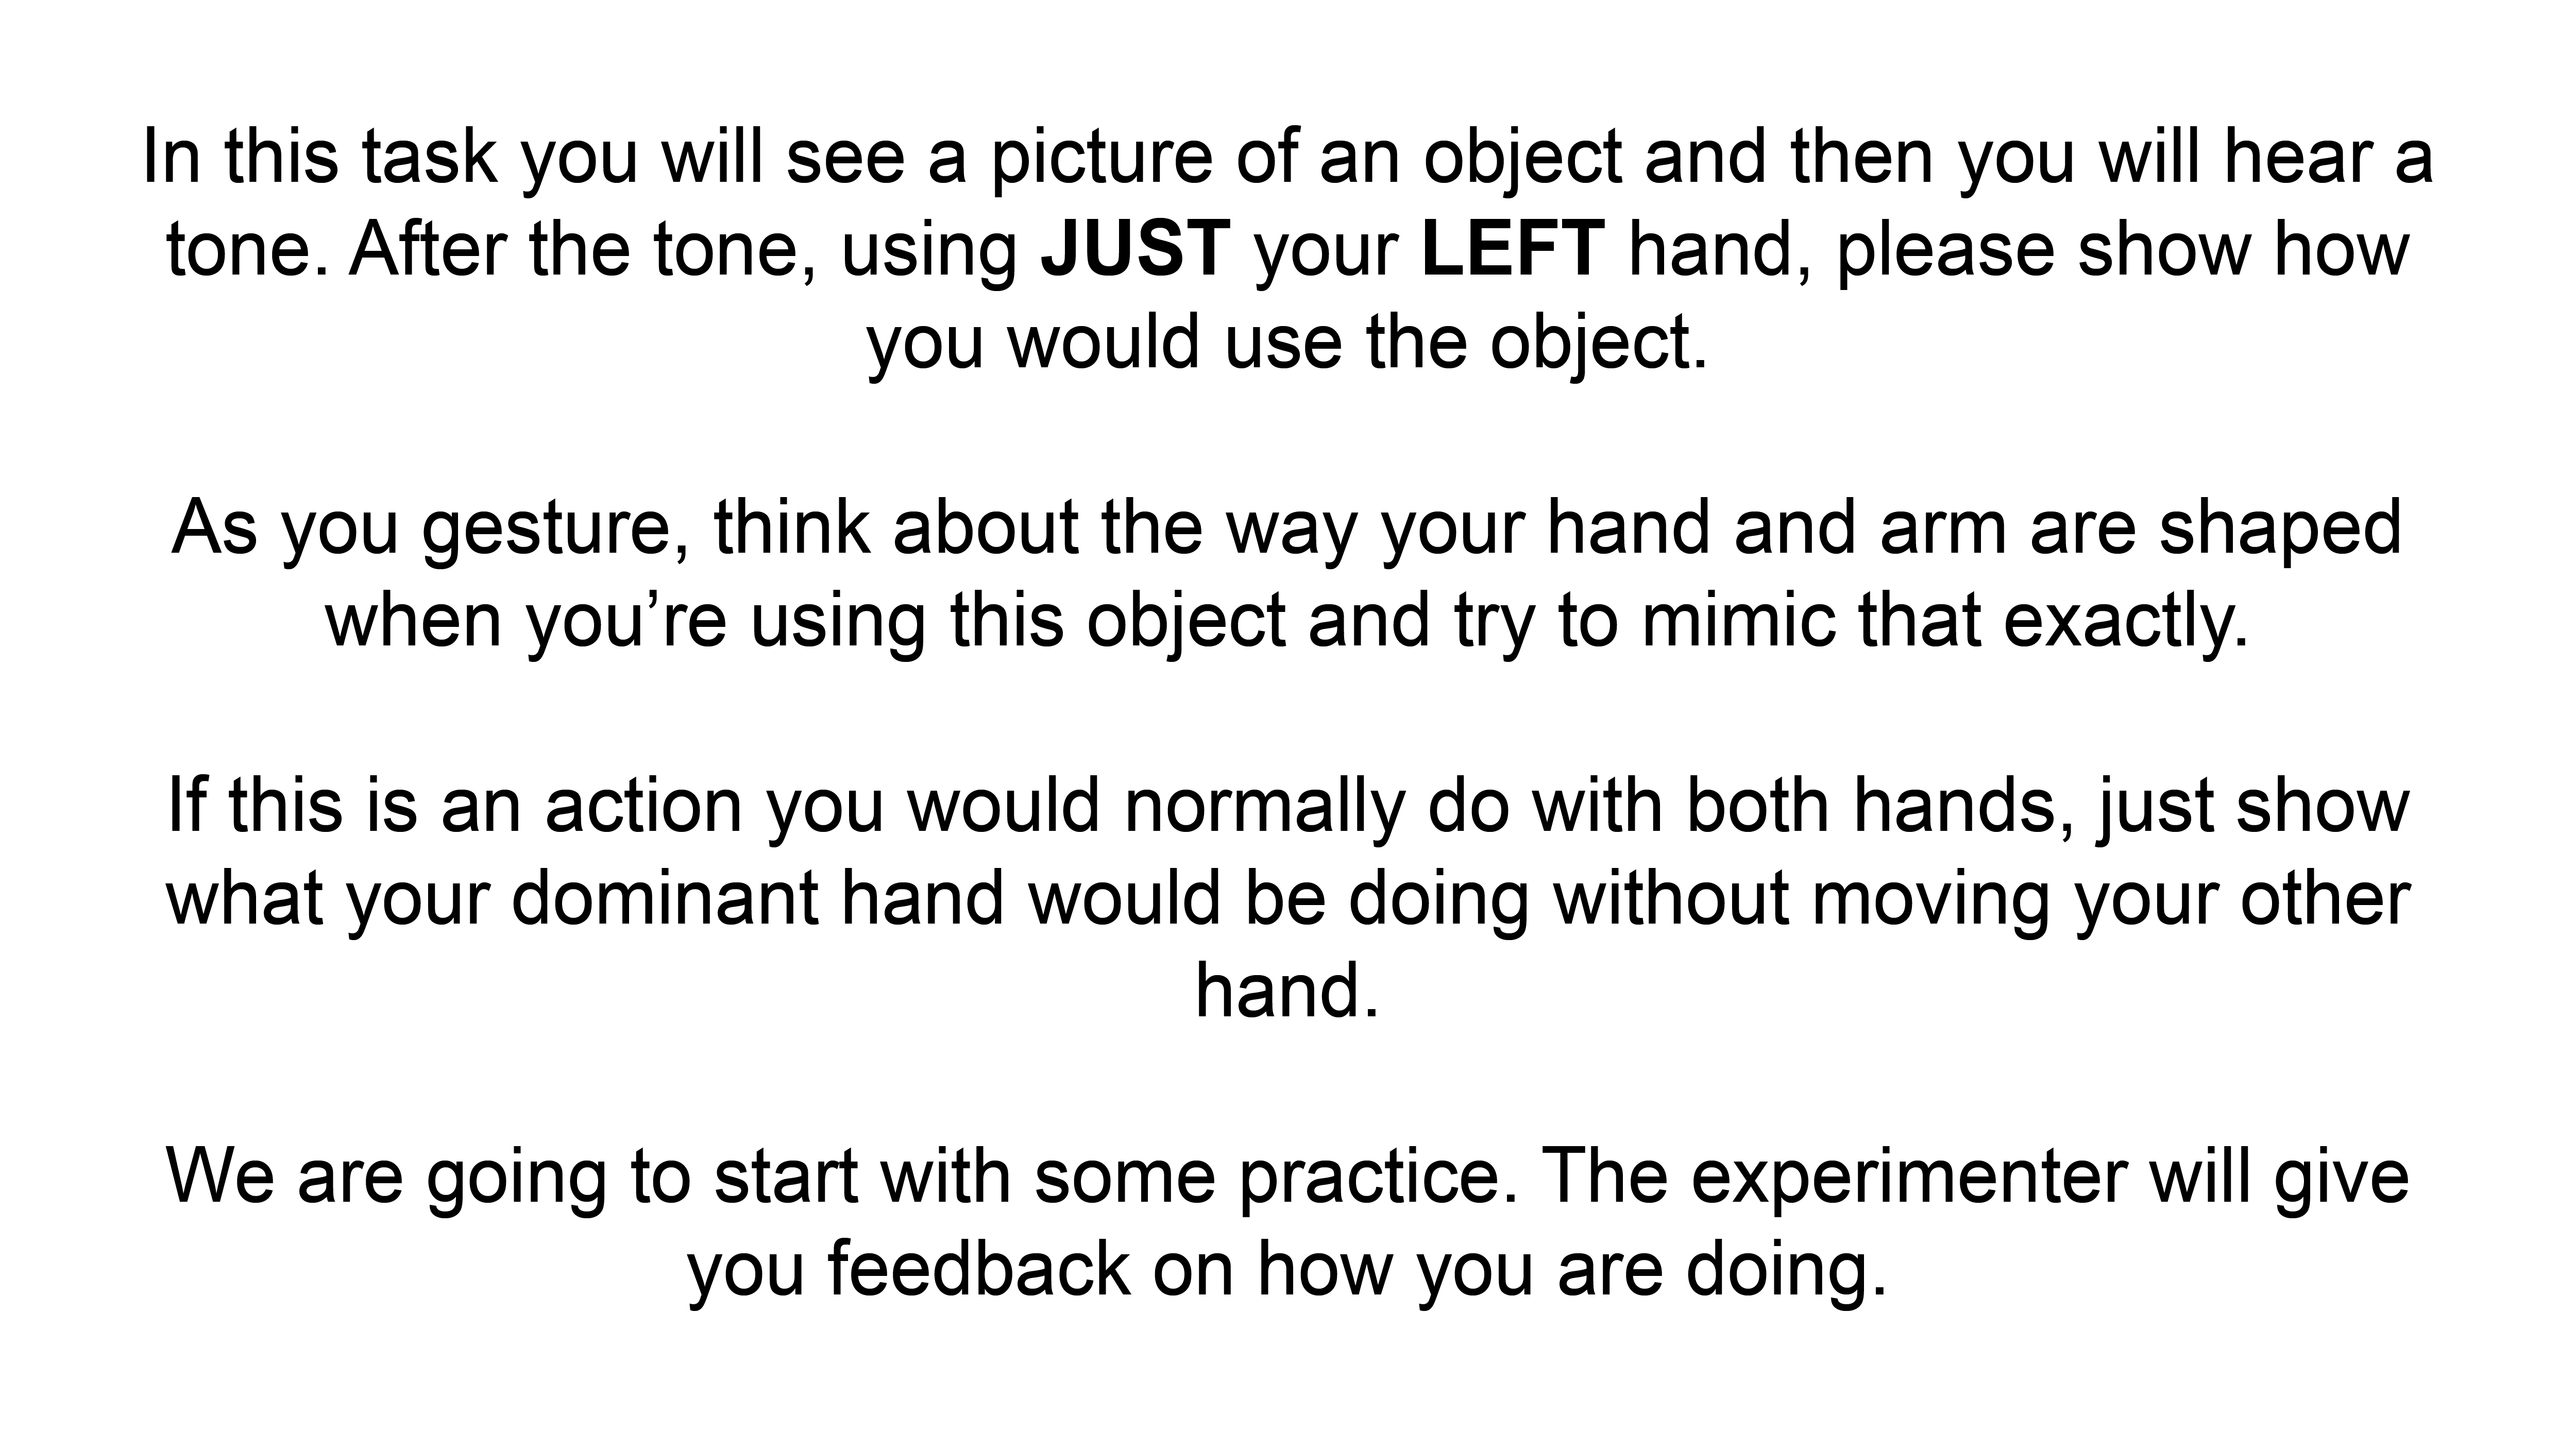 In this task you will see a picture of an object and then you will hear a
tone. After the tone, using JUST your LEFT hand, please show how
you would use the object.
As you gesture, think about the way your hand and arm are shaped
when you’re using this object and try to mimic that exactly.
If this is an action you would normally do with both hands, just show
what your dominant hand would be doing without moving your other
hand.
We are going to start with some practice. The experimenter will give
you feedback on how you are doing.